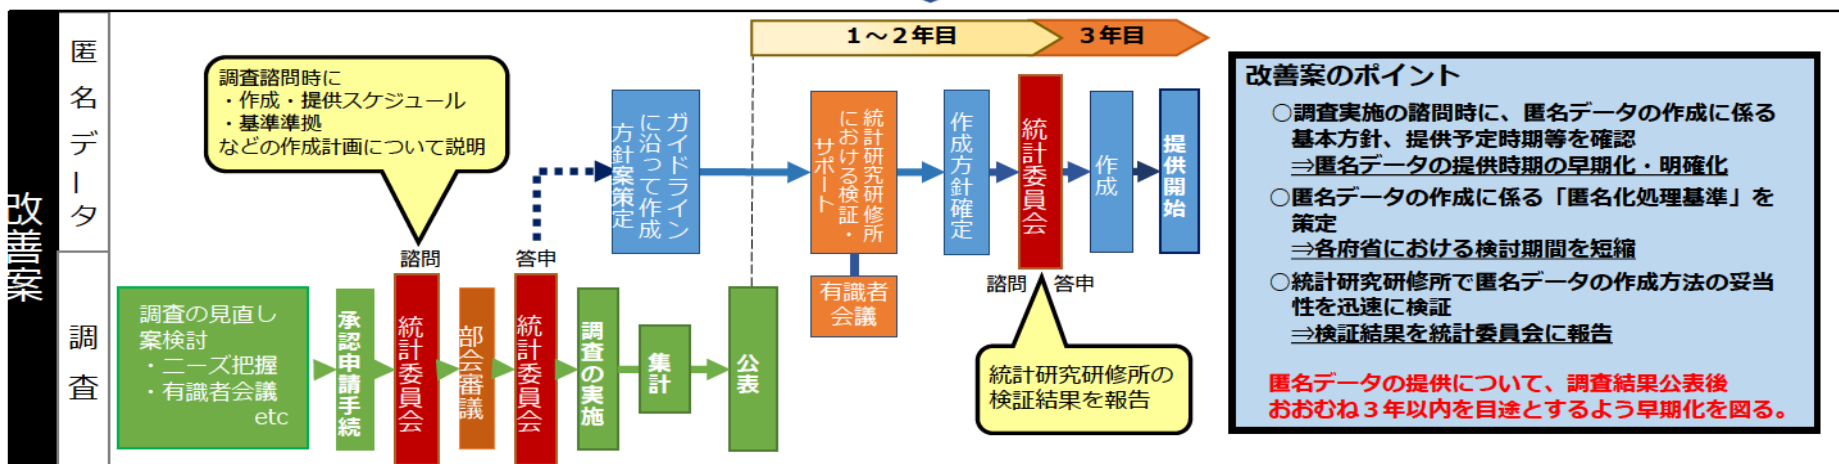 改善案
匿名データ
調査
1～2年目
3年目
調査諮問時に
・作成・提供スケジュール
・基準準拠
などの作成計画について説明
ガイドライン
に沿って作成
方針案策定
統計研究研修所
における検証・
サポート
有識者
会議
作成方針確定
統計委員会
作成
提供開始
諮問
答申
諮問
答申
調査の見直し
案検討
・ニーズ把握
・有識者会議
etc
承認申請手続
統計委員会
部会審議
統計委員会
調査の実施
集計
公表
統計研究研修所の
検証結果を報告
改善案のポイント
○調査実施の諮問時に、匿名データの作成に係る
基本方針、提供予定時期等を確認
⇒匿名データの提供時期の早期化・明確化
○匿名データの作成に係る「匿名化処理基準」を
策定
⇒各府省における検討期間を短縮
○統計研究研修所で匿名データの作成方法の妥当
性を迅速に検証
⇒検証結果を統計委員会に報告
匿名データの提供について、調査結果公表後
おおむね３年以内を目途とするよう早期化を図る。